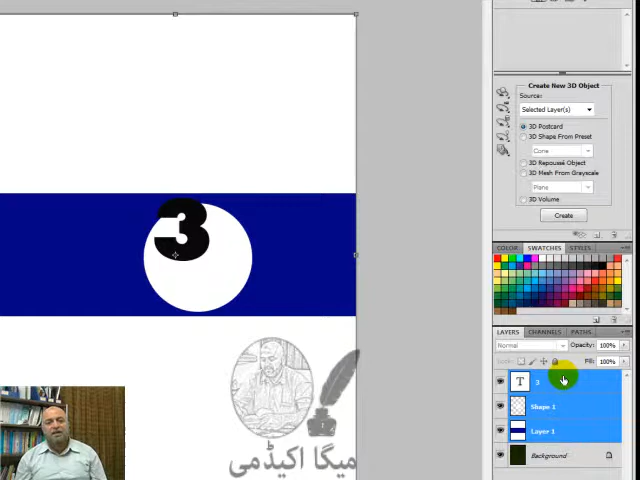 Create New 3D Object
Source:
Selected Layer(s)
3D Postcard
3D Shape From Preset
Cone
3D Repoussé Object
3D Mesh From Grayscale
Plane
3D Volume
Create
3
COLOR SWATCHES STYLES
LAYERS CHANNELS PATHS
Normal Opacity: 100%
Lock: Fill: 100%
T 3
Shape 1
Layer 1
Background
میگا اکیڈمی